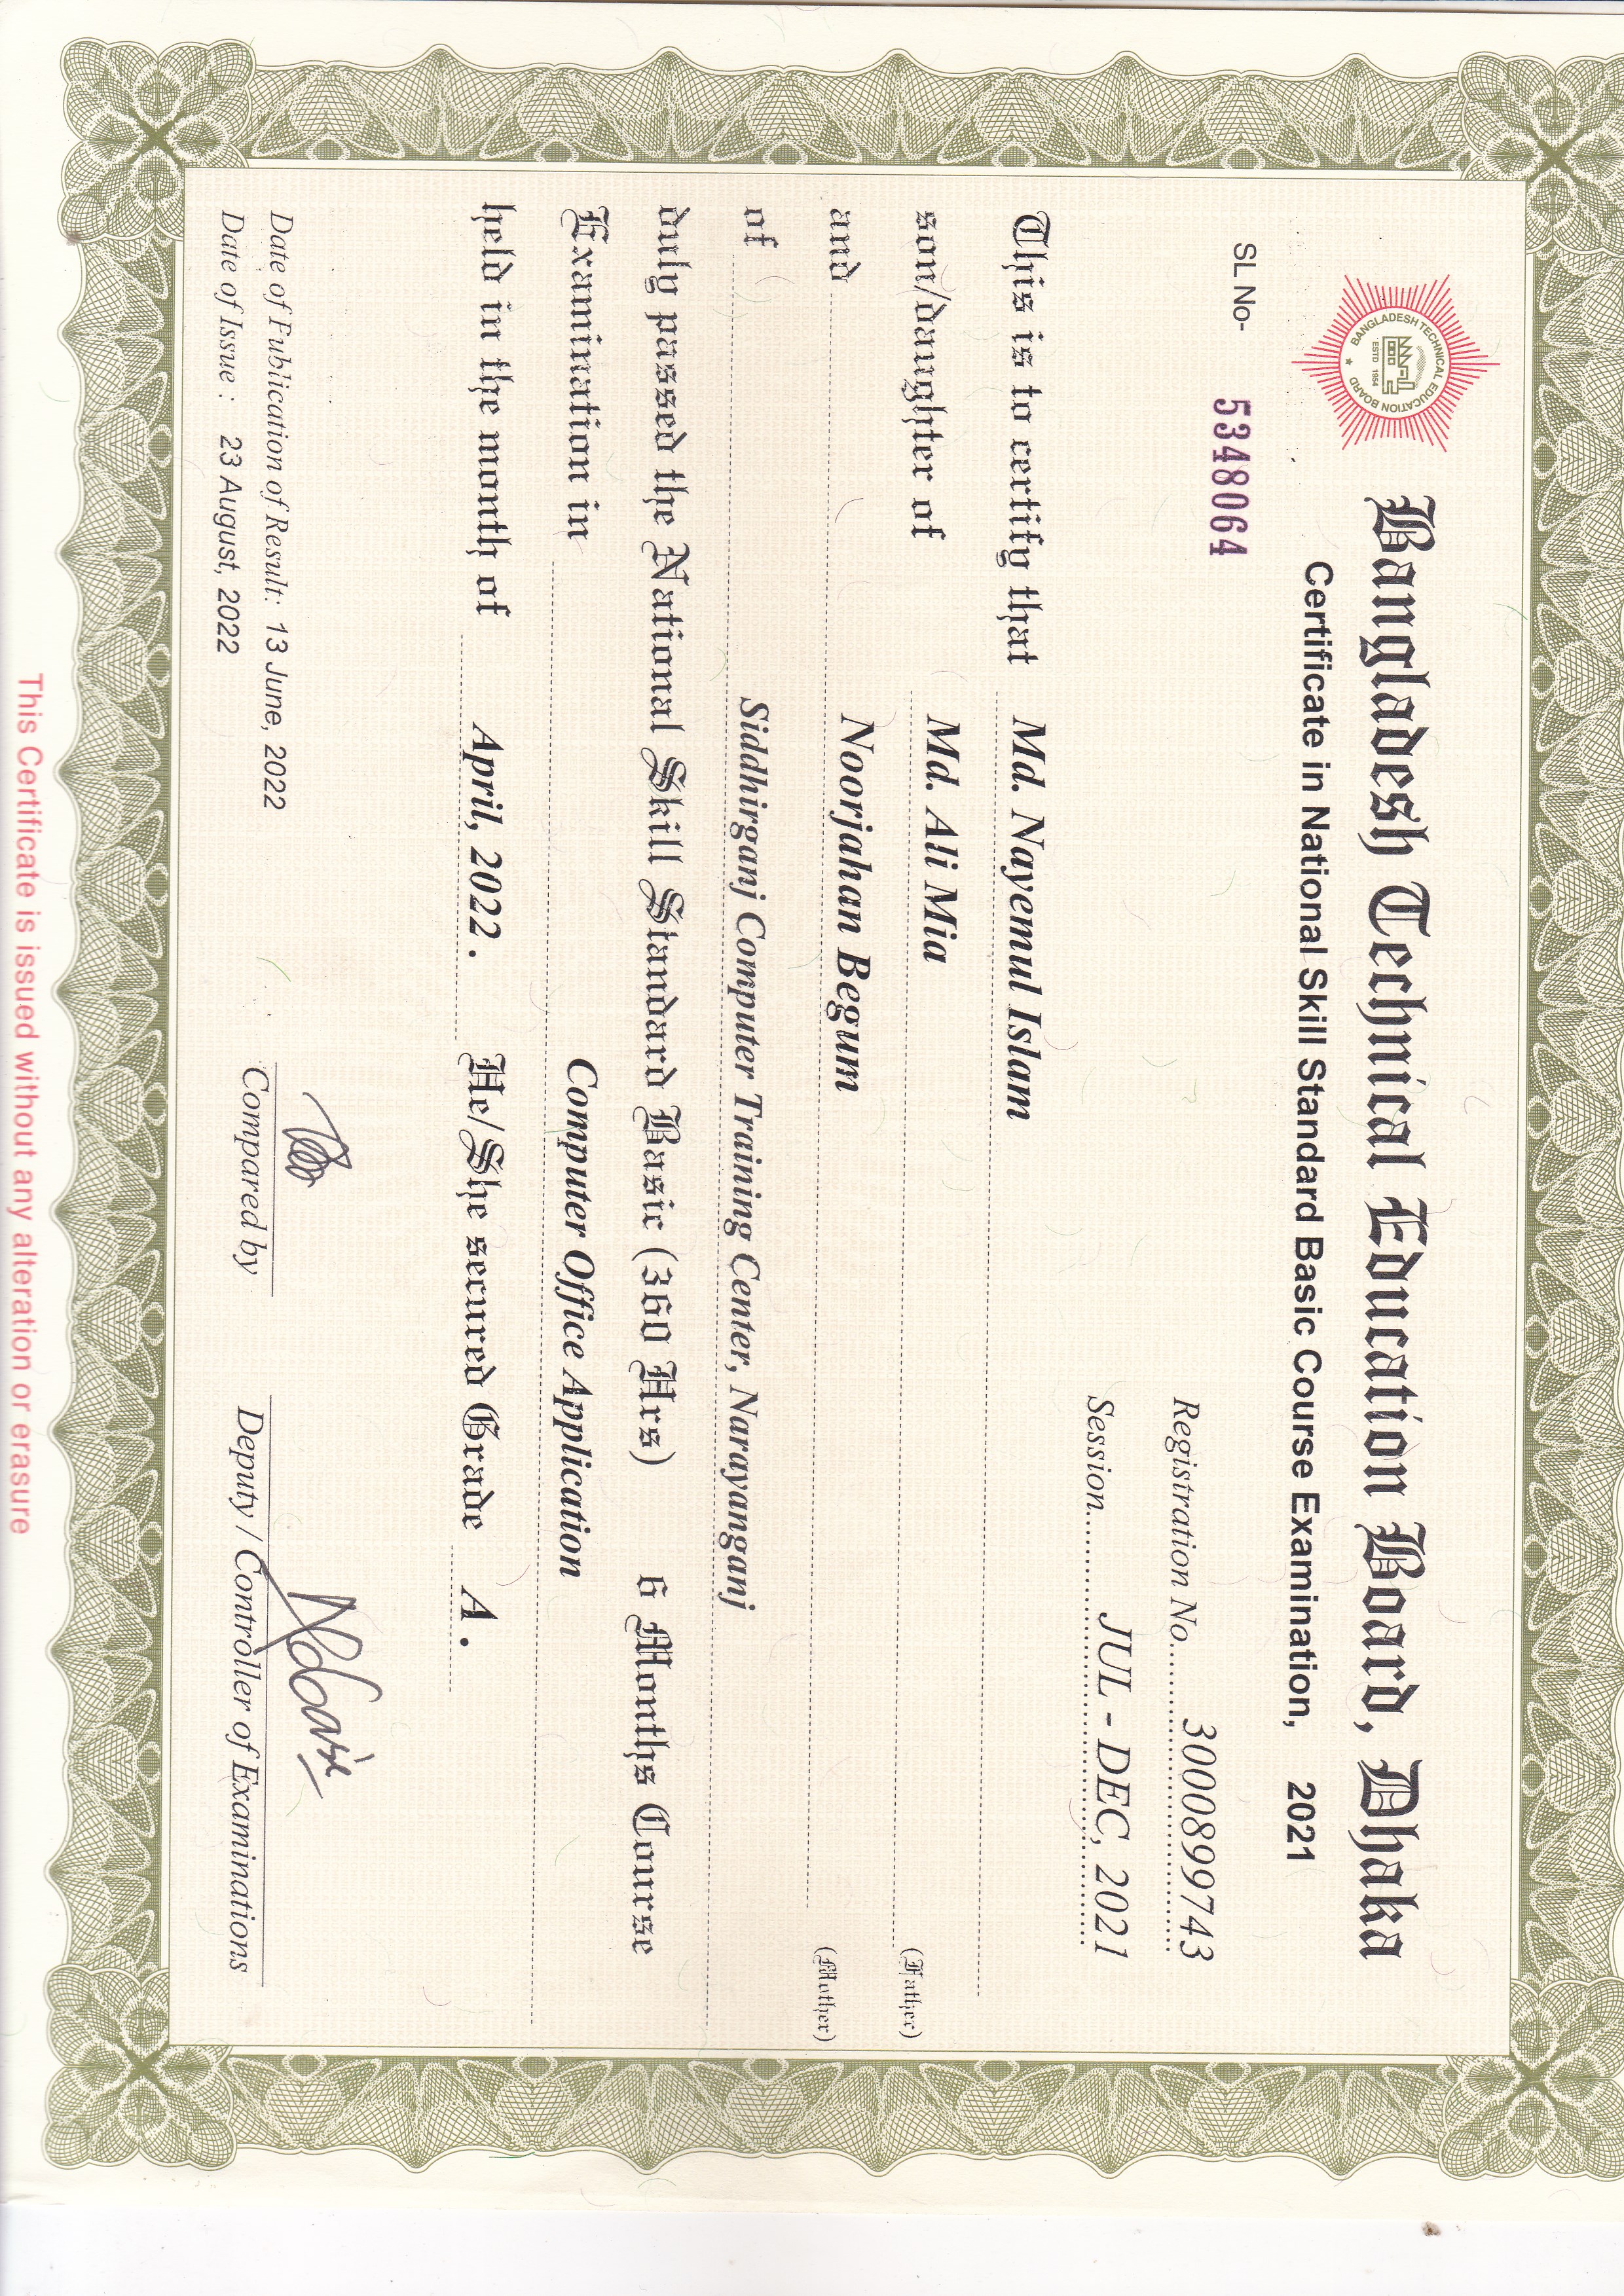 BANGLADESH TECHNICAL EDUCATION BOARD
ESTD 1954
Bangladesh Technical Education Board, Dhaka
Certificate in National Skill Standard Basic Course Examination, 2021
SL No- 5348064
Registration No. 3000899743
Session JUL - DEC, 2021
This is to certify that Md. Nayemul Islam
son/daughter of Md. Ali Mia (Father)
and Noorjahan Begum (Mother)
of Siddhirganj Computer Training Center, Narayanganj
duly passed the National Skill Standard Basic (360 Hrs) 6 Months Course
Examination in Computer Office Application
held in the month of April, 2022. He/She secured Grade A.
Date of Publication of Result: 13 June, 2022
Date of Issue : 23 August, 2022
Compared by
Deputy / Controller of Examinations
This Certificate is issued without any alteration or erasure